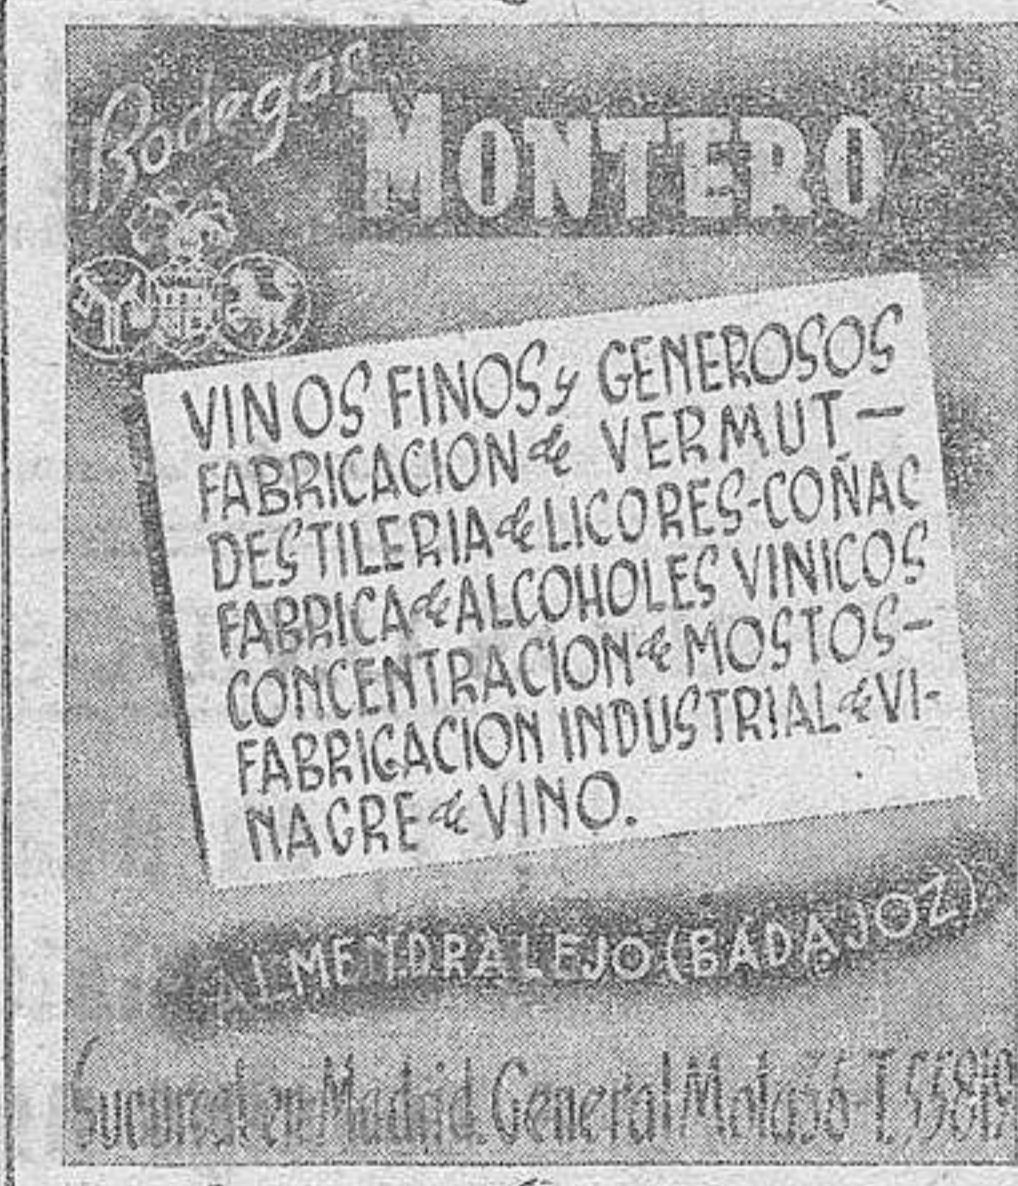 Bodegas MONTERO
VINOS FINOS y GENEROSOS
FABRICACION de VERMUT —
DESTILERIA de LICORES-COÑAC
FABRICA de ALCOHOLES VINICOS
CONCENTRACION de MOSTOS —
FABRICACION INDUSTRIAL de VI-
NAGRE de VINO.
ALMENDRALEJO (BADAJOZ)
Sucursal en Madrid. General Mola